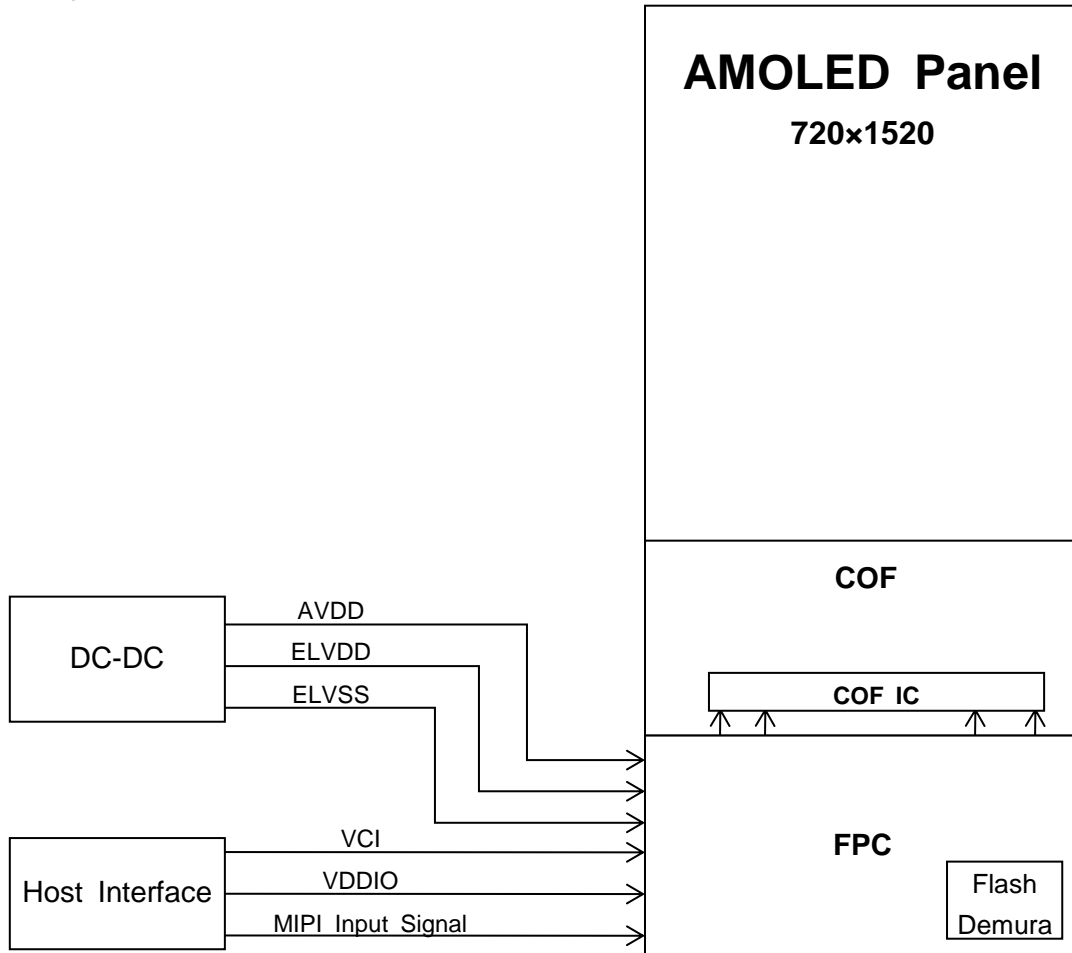 AMOLED Panel
720×1520
COF
COF IC
DC-DC
AVDD
ELVDD
ELVSS
Host Interface
VCI
VDDIO
MIPI Input Signal
FPC
Flash
Demura